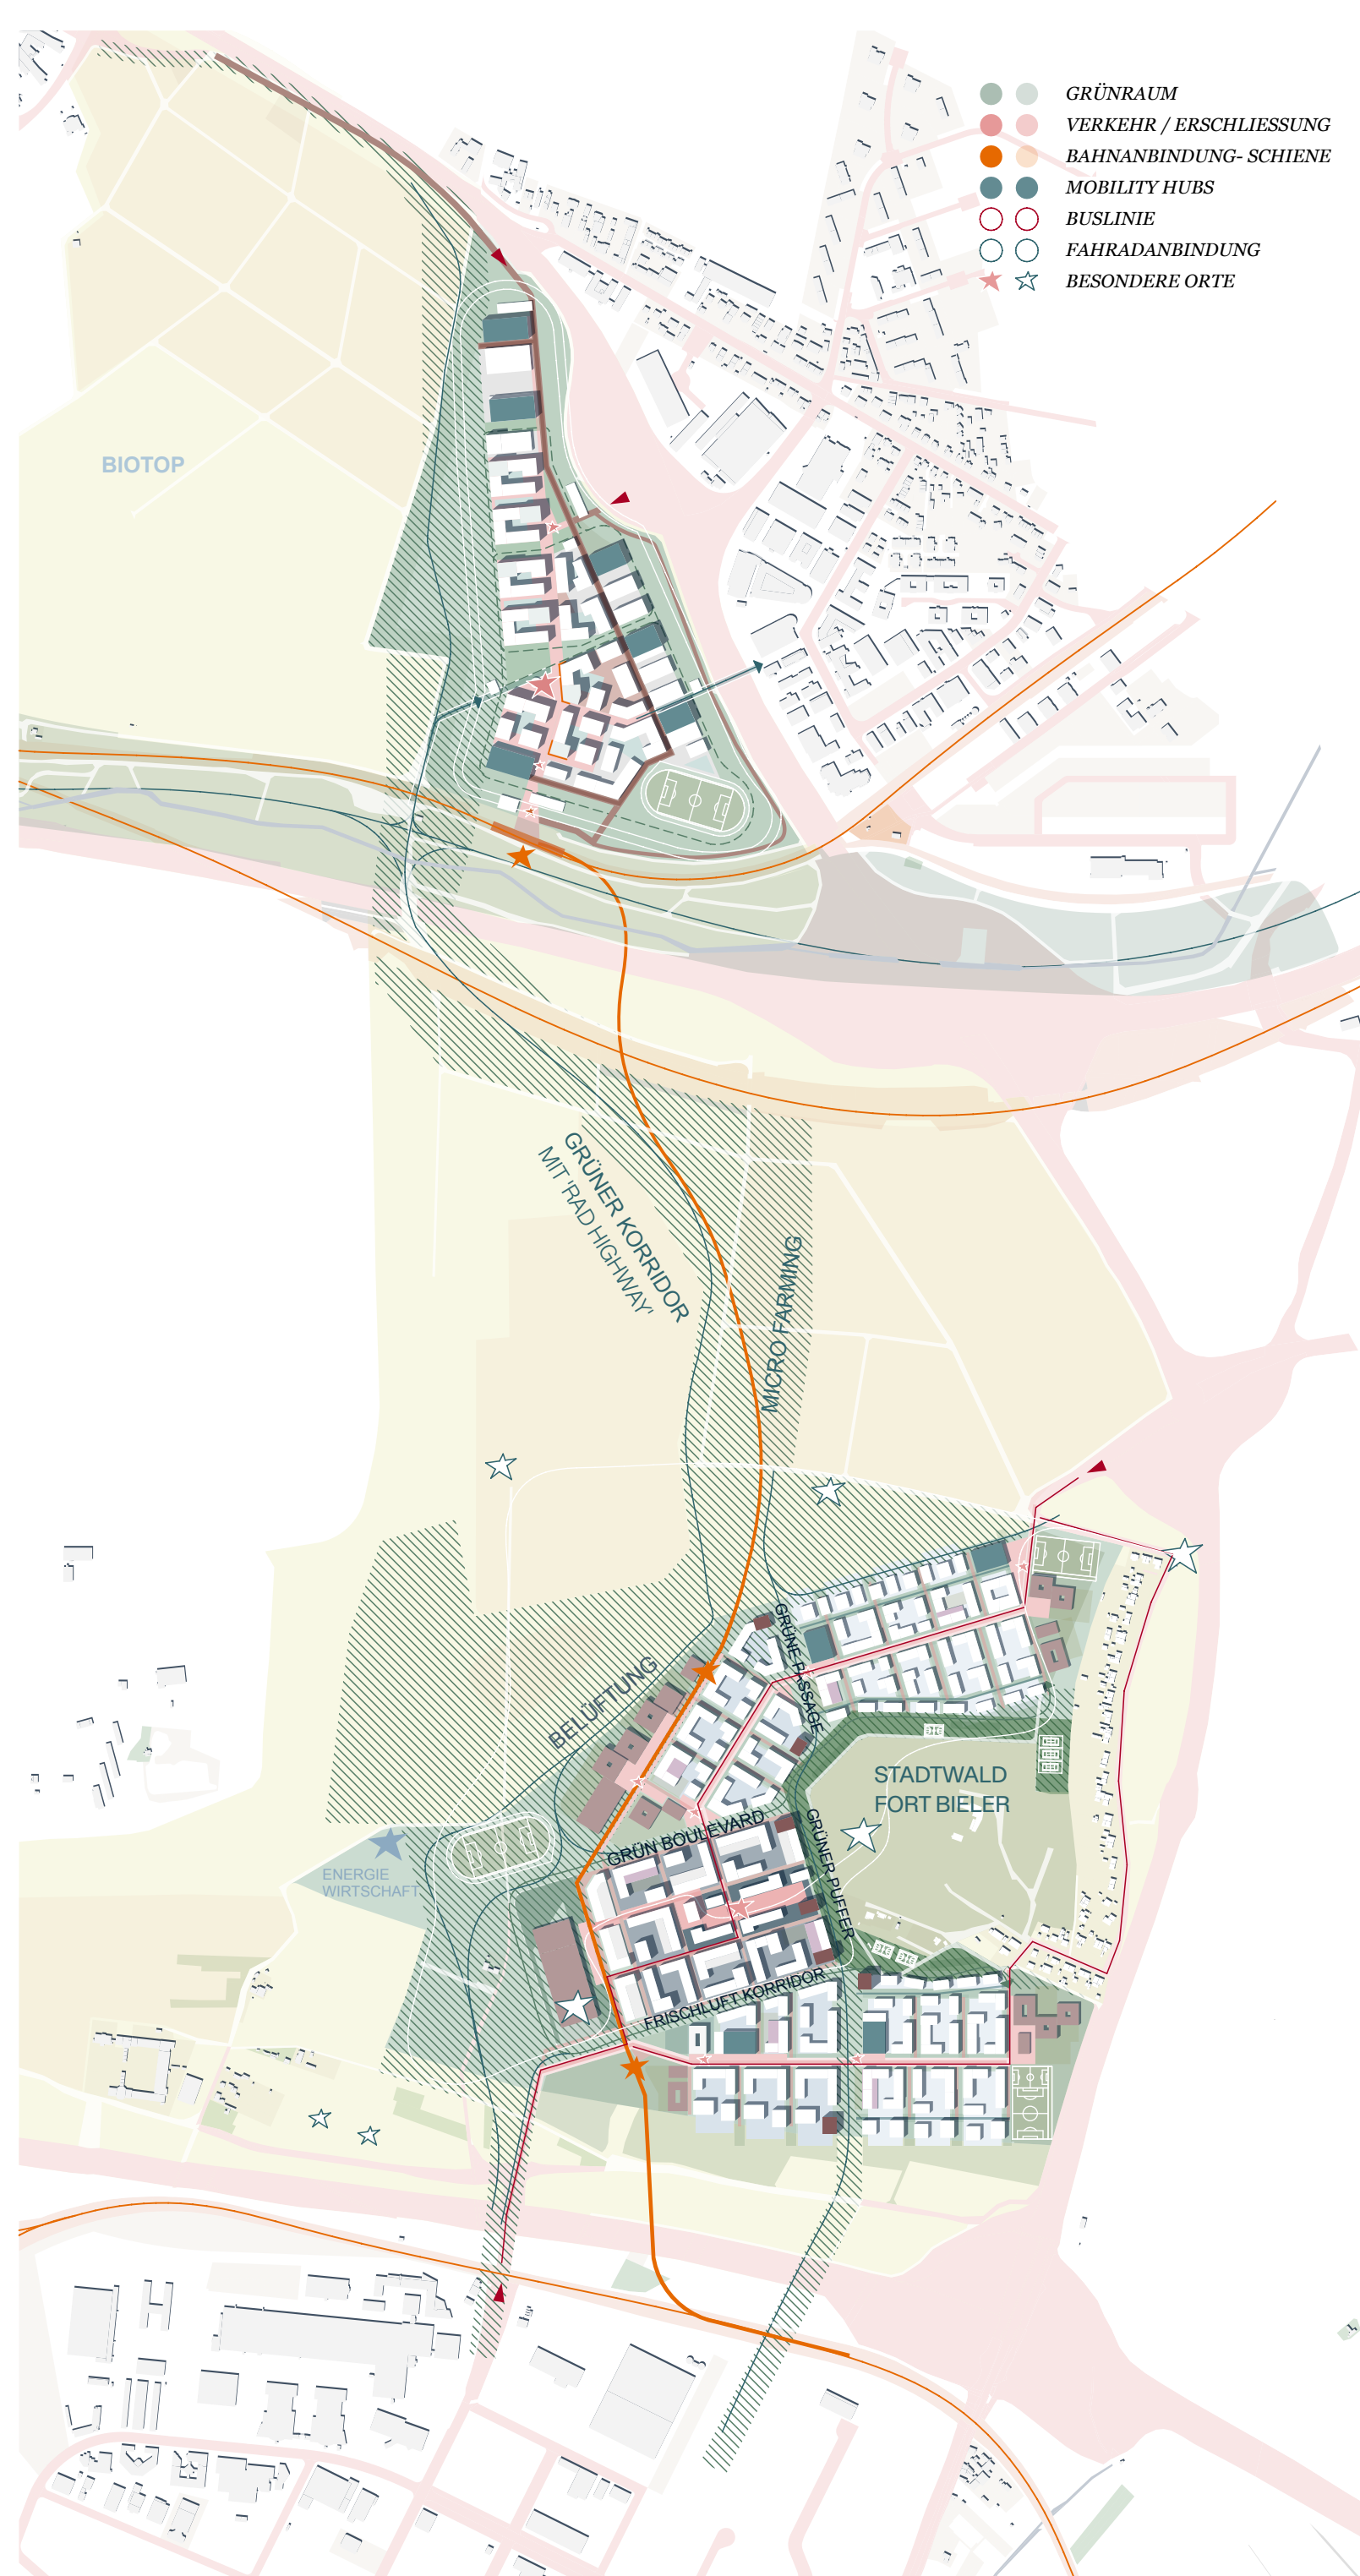 GRÜNRAUM
VERKEHR / ERSCHLIESSUNG
BAHNANBINDUNG- SCHIENE
MOBILITY HUBS
BUSLINIE
FAHRADANBINDUNG
BESONDERE ORTE
BIOTOP
GRÜNER KORRIDOR
MIT 'RAD HIGHWAY'
MICRO FARMING
BELÜFTUNG
GRÜNE PASSAGE
STADTWALD
FORT BIELER
GRÜN BOULEVARD
GRÜNER PUFFER
ENERGIE
WIRTSCHAFT
FRISCHLUFT KORRIDOR